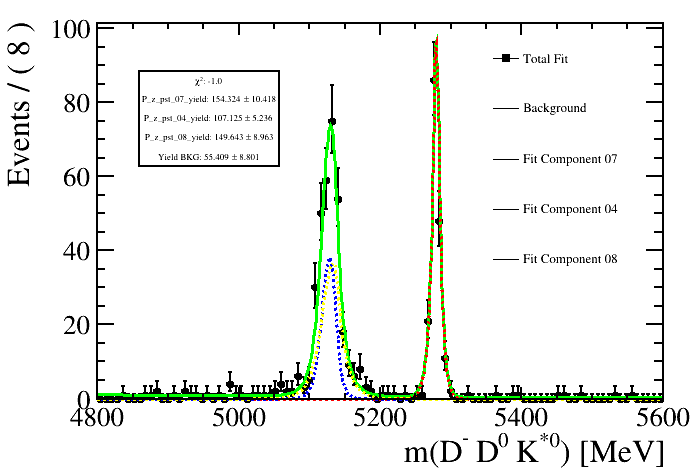 100
80
60
40
20
0
Events / ( 8 )
χ²: -1.0
P_z_pst_07_yield: 154.324 ± 10.418
P_z_pst_04_yield: 107.125 ± 5.236
P_z_pst_08_yield: 149.643 ± 8.963
Yield BKG: 55.409 ± 8.801
Total Fit
Background
Fit Component 07
Fit Component 04
Fit Component 08
4800 5000 5200 5400 5600
m(D⁻ D⁰ K*⁰) [MeV]